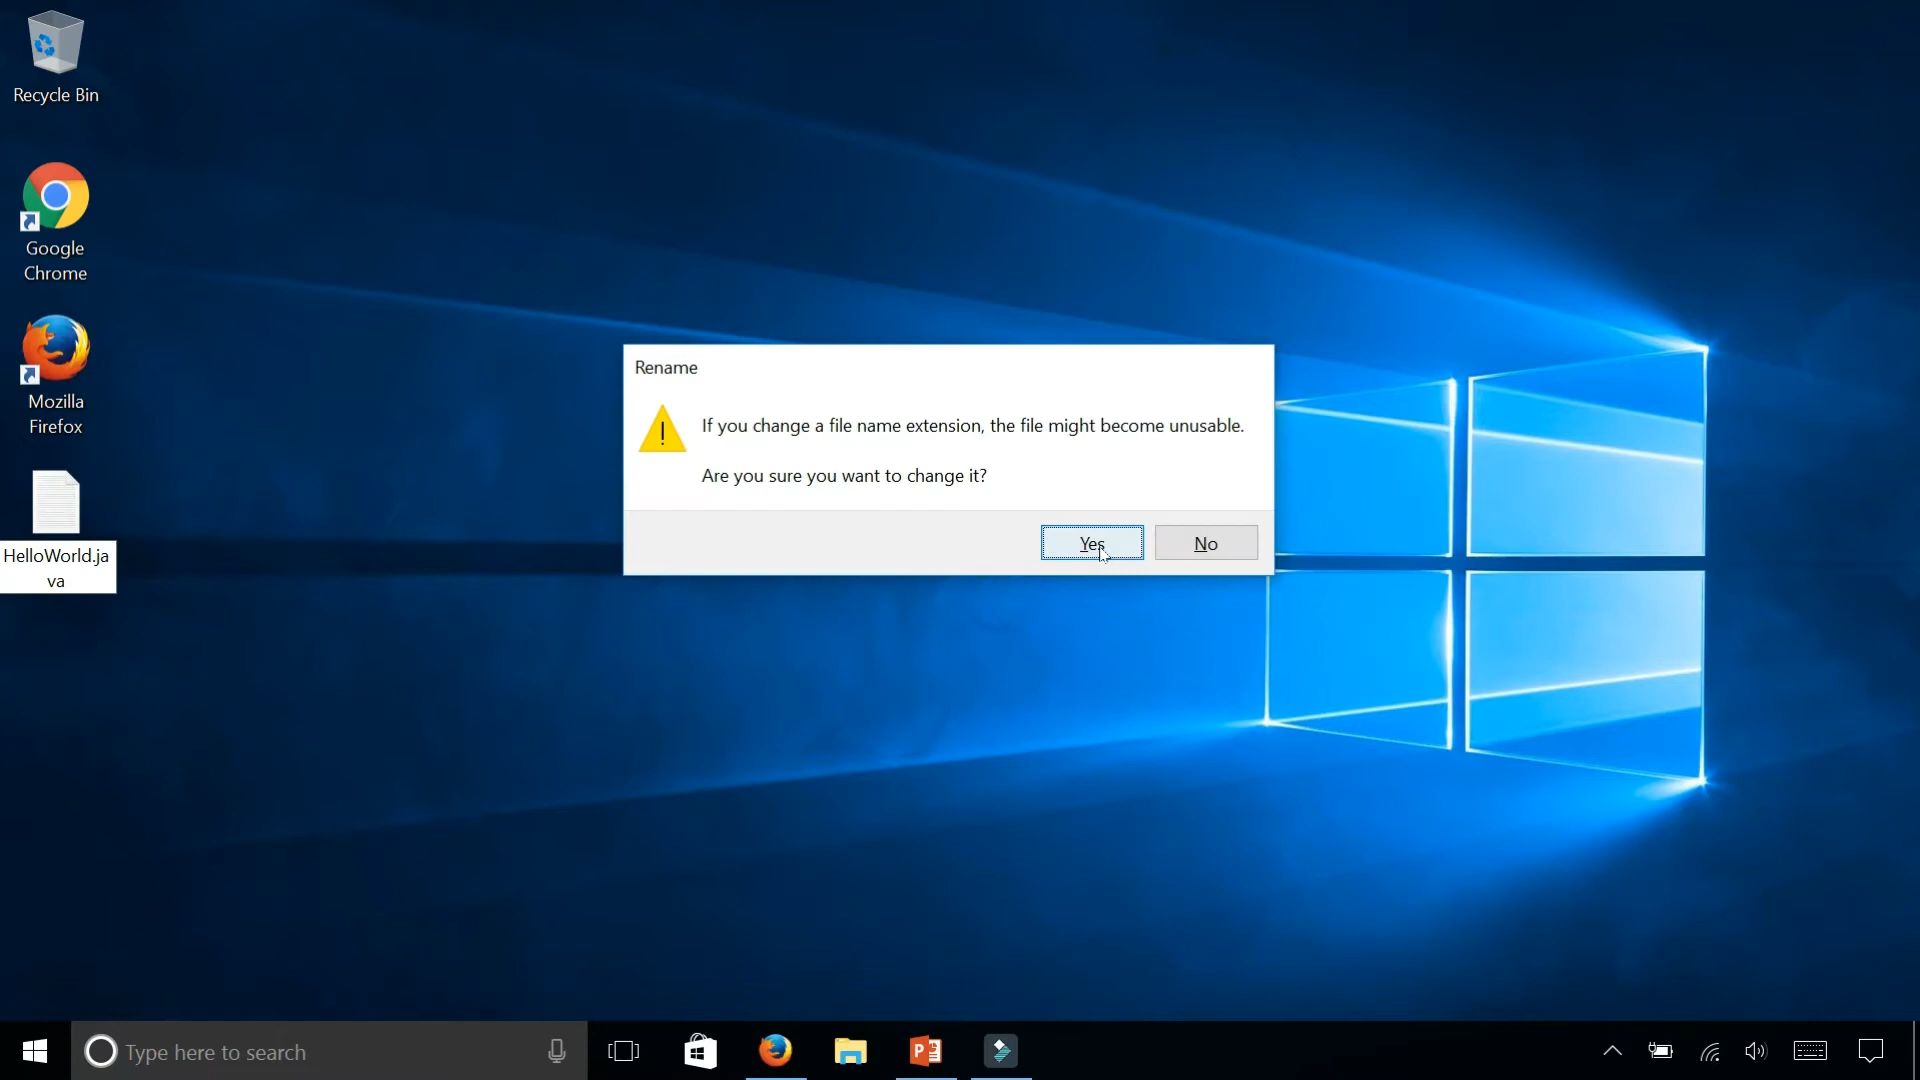 Recycle Bin
Google
Chrome
Mozilla
Firefox
HelloWorld.ja
va
Rename
If you change a file name extension, the file might become unusable.
Are you sure you want to change it?
Yes
No
Type here to search